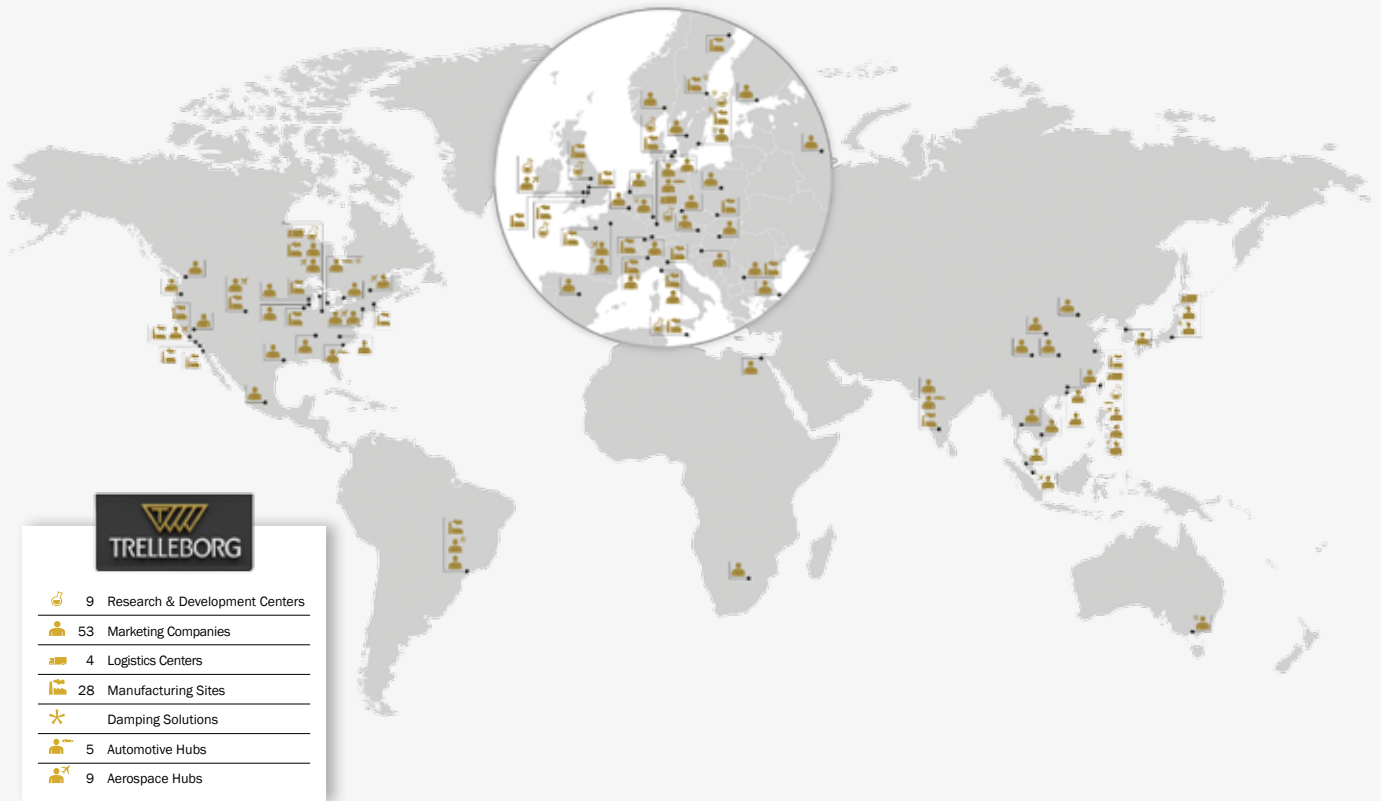 TRELLEBORG
9 Research & Development Centers
53 Marketing Companies
4 Logistics Centers
28 Manufacturing Sites
Damping Solutions
5 Automotive Hubs
9 Aerospace Hubs